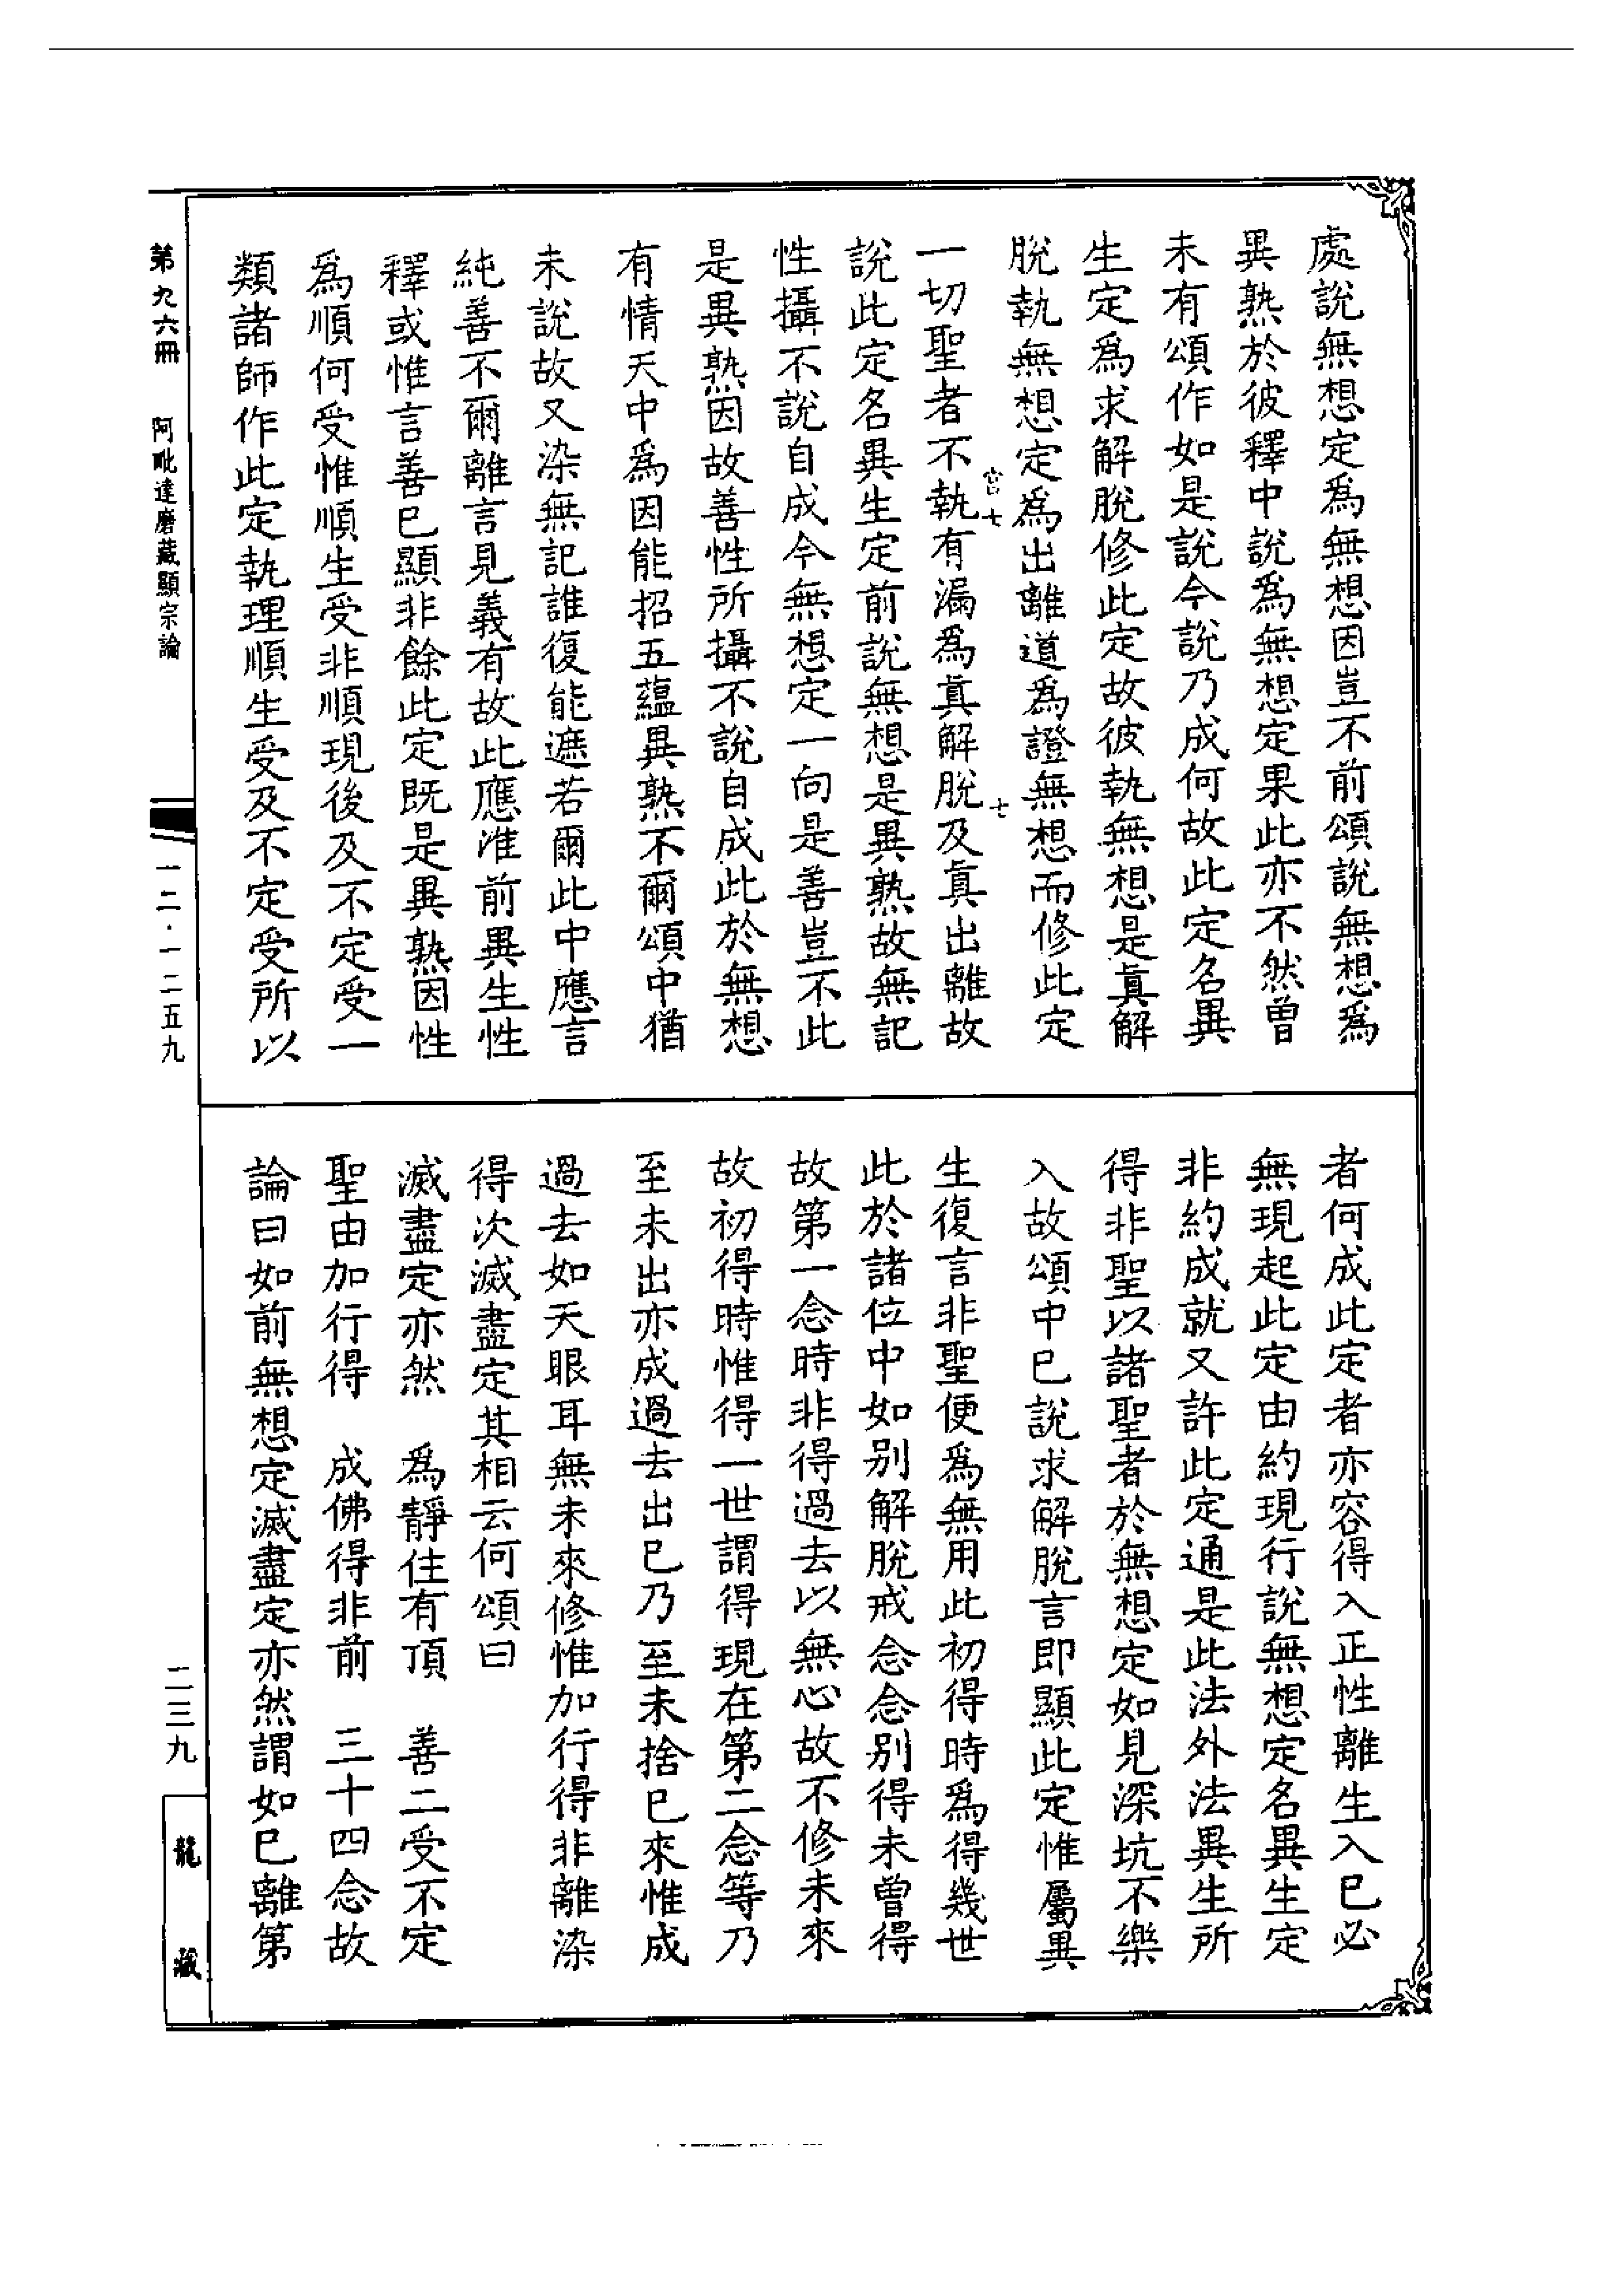 處說無想定爲無想因豈不前頌說無想爲
異熟於彼釋中說爲無想定果此亦不然曾
未有頌作如是說今說乃成何故此定名異
生定爲求解脫修此定故彼執無想是眞解
脫執無想定爲出離道爲證無想而修此定
宮七 七
一切聖者不執有漏爲眞解脫及眞出離故
說此定名異生定前說無想是異熟故無記
性攝不說自成今無想定一向是善豈不此
是異熟因故善性所攝不說自成此於無想
有情天中爲因能招五蘊異熟不爾頌中猶
未說故又染無記誰復能遮若爾此中應言
純善不爾離言見義有故此應准前異生性
釋或惟言善已顯非餘此定旣是異熟因性
爲順何受惟順生受非順現後及不定受一
類諸師作此定執理順生受及不定受所以
者何成此定者亦容得入正性離生入已必
無現起此定由約現行說無想定名異生定
非約成就又許此定通是此法外法異生所
得非聖以諸聖者於無想定如見深坑不樂
入故頌中已說求解脫言即顯此定惟屬異
生復言非聖便爲無用此初得時爲得幾世
此於諸位中如別解脫戒念念別得未曾得
故第一念時非得過去以無心故不修未來
故初得時惟得一世謂得現在第二念等乃
至未出亦成過去出已乃至未捨已來惟成
過去如天眼耳無未來修惟加行得非離染
得次滅盡定其相云何頌曰
滅盡定亦然　爲靜住有頂　善二受不定
聖由加行得　成佛得非前　三十四念故
論曰如前無想定滅盡定亦然謂如已離第
第九六冊　阿毗達磨藏顯宗論
一二·一二五九
二三九
龍藏